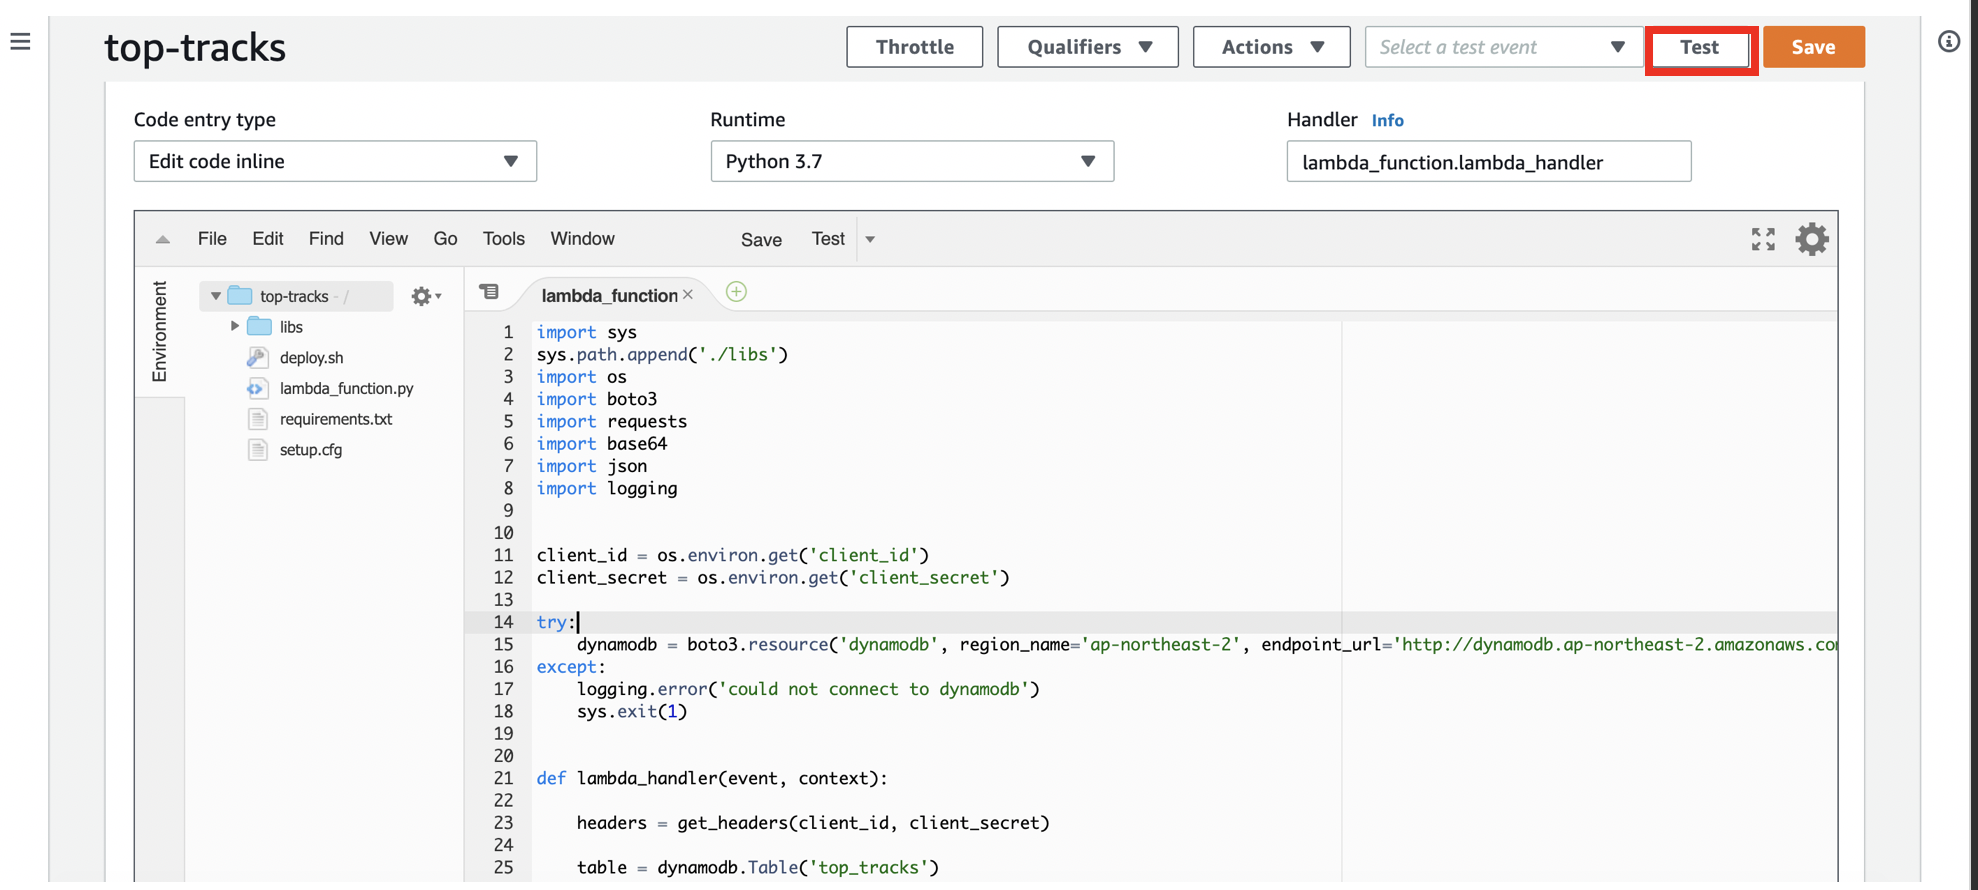 top-tracks
Throttle
Qualifiers
Actions
Select a test event
Test
Save
Code entry type
Runtime
Handler Info
Edit code inline
Python 3.7
lambda_function.lambda_handler
File Edit Find View Go Tools Window Save Test
Environment
top-tracks - /
libs
deploy.sh
lambda_function.py
requirements.txt
setup.cfg
lambda_function
1 import sys
2 sys.path.append('./libs')
3 import os
4 import boto3
5 import requests
6 import base64
7 import json
8 import logging
9
10
11 client_id = os.environ.get('client_id')
12 client_secret = os.environ.get('client_secret')
13
14 try:
15     dynamodb = boto3.resource('dynamodb', region_name='ap-northeast-2', endpoint_url='http://dynamodb.ap-northeast-2.amazonaws.co
16 except:
17     logging.error('could not connect to dynamodb')
18     sys.exit(1)
19
20
21 def lambda_handler(event, context):
22
23     headers = get_headers(client_id, client_secret)
24
25     table = dynamodb.Table('top_tracks')